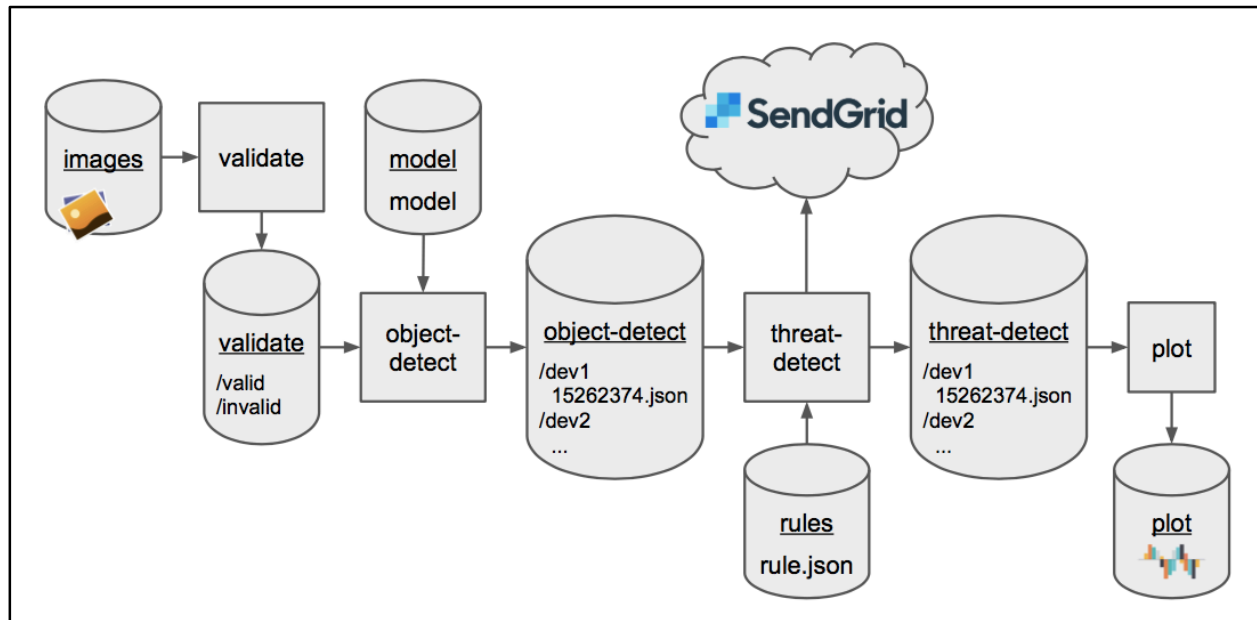 images
validate
model
model
SendGrid
validate
/valid
/invalid
object-
detect
object-detect
/dev1
15262374.json
/dev2
...
threat-
detect
threat-detect
/dev1
15262374.json
/dev2
...
plot
rules
rule.json
plot